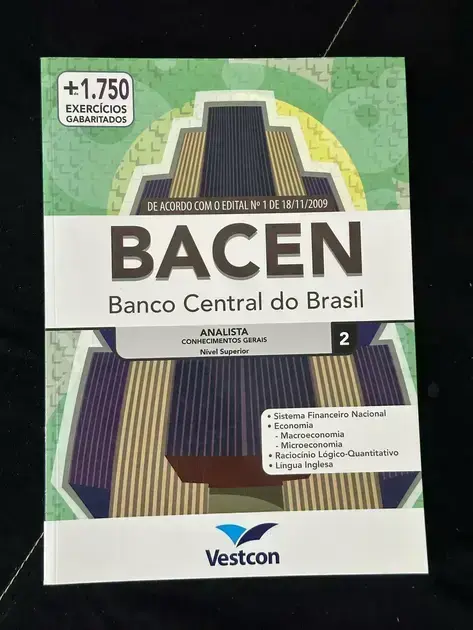 + de 1.750
EXERCÍCIOS
GABARITADOS
DE ACORDO COM O EDITAL Nº 1 DE 18/11/2009
BACEN
Banco Central do Brasil
ANALISTA
CONHECIMENTOS GERAIS
Nível Superior
2
• Sistema Financeiro Nacional
• Economia
- Macroeconomia
- Microeconomia
• Raciocínio Lógico-Quantitativo
• Língua Inglesa
Vestcon